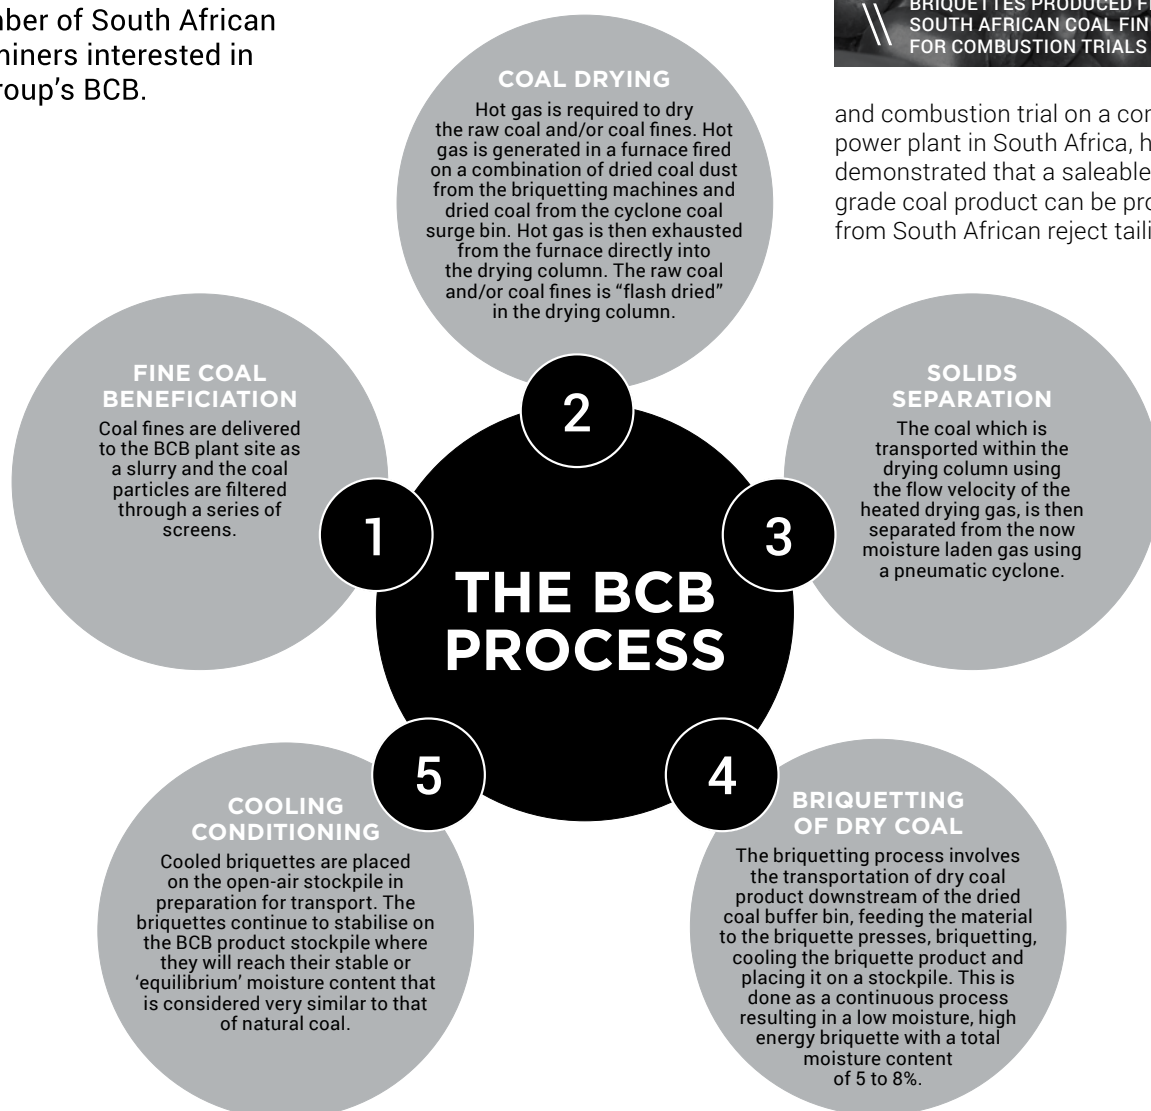 ber of South African
miners interested in
roup's BCB.
BRIQUETTES PRODUCED
SOUTH AFRICAN COAL FIN
FOR COMBUSTION TRIALS
and combustion trial on a
power plant in South Africa, h
demonstrated that a saleable
grade coal product can be
from South African reject
COAL DRYING
Hot gas is required to dry
the raw coal and/or coal fines. Hot
gas is generated in a furnace fired
on a combination of dried coal dust
from the briquetting machines and
dried coal from the cyclone coal
surge bin. Hot gas is then exhausted
from the furnace directly into
the drying column. The raw coal
and/or coal fines is “flash dried”
in the drying column.
FINE COAL
BENEFICIATION
Coal fines are delivered
to the BCB plant site as
a slurry and the coal
particles are filtered
through a series of
screens.
SOLIDS
SEPARATION
The coal which is
transported within the
drying column using
the flow velocity of the
heated drying gas, is then
separated from the now
moisture laden gas using
a pneumatic cyclone.
2
1
3
THE BCB
PROCESS
5
4
COOLING
CONDITIONING
Cooled briquettes are placed
on the open-air stockpile in
preparation for transport. The
briquettes continue to stabilise on
the BCB product stockpile where
they will reach their stable or
‘equilibrium’ moisture content that
is considered very similar to that
of natural coal.
BRIQUETTING
OF DRY COAL
The briquetting process involves
the transportation of dry coal
product downstream of the dried
coal buffer bin, feeding the material
to the briquette presses, briquetting,
cooling the briquette product and
placing it on a stockpile. This is
done as a continuous process
resulting in a low moisture, high
energy briquette with a total
moisture content
of 5 to 8%.